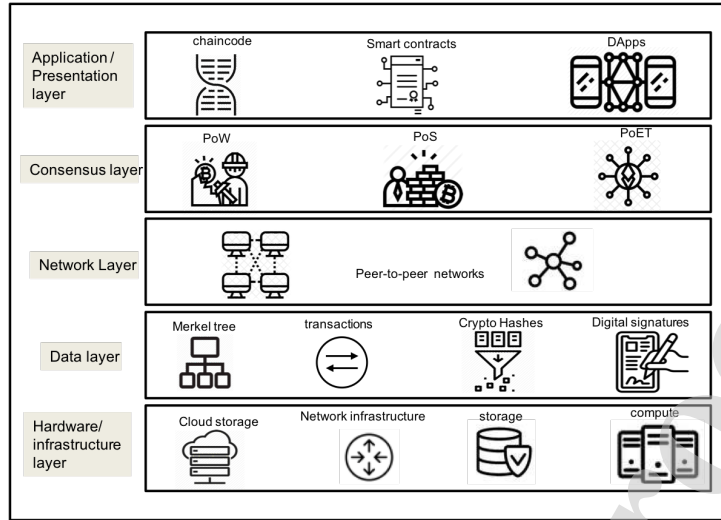 Application /
Presentation
layer
chaincode
Smart contracts
DApps
Consensus layer
PoW
PoS
PoET
Network Layer
Peer-to-peer networks
Data layer
Merkel tree
transactions
Crypto Hashes
Digital signatures
Hardware/
infrastructure
layer
Cloud storage
Network infrastructure
storage
compute